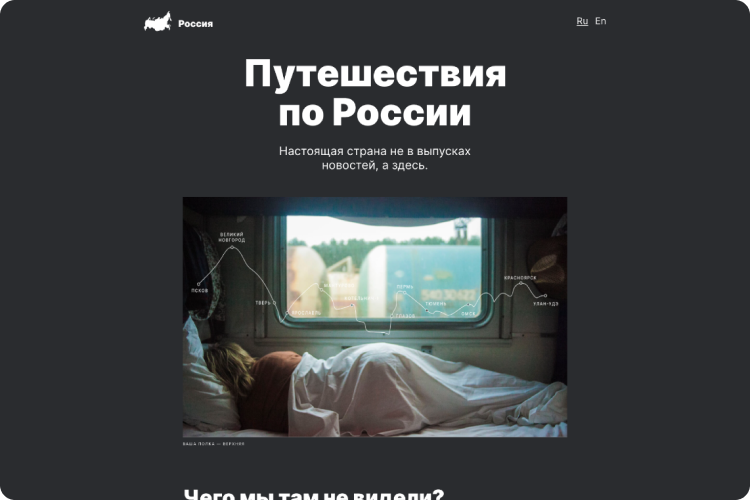 Россия
Ru En
Путешествия
по России
Настоящая страна не в выпусках
новостей, а здесь.
ВЕЛИКИЙ
НОВГОРОД
ПСКОВ
ТВЕРЬ
ЯРОСЛАВЛЬ
ГЛАЗОВ
ПЕРМЬ
ТЮМЕНЬ
ОМСК
КРАСНОЯРСК
УЛАН-УДЭ
ВАША ПОЛКА — ВЕРХНЯЯ
Чего мы там не видели?